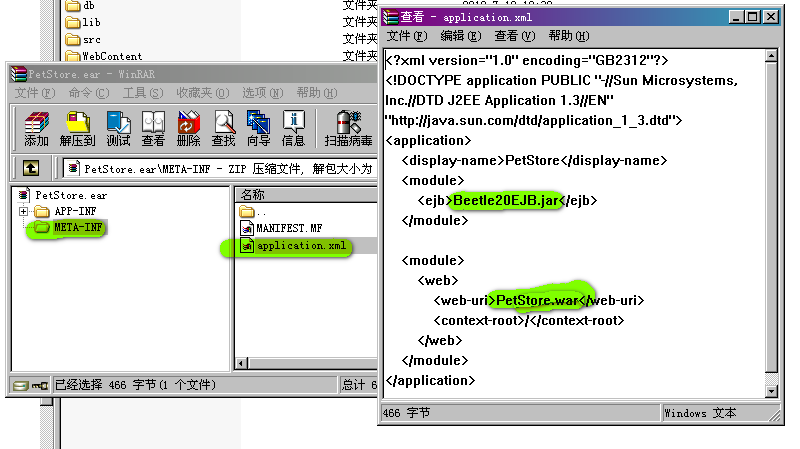 db
文件夹
lib
文件夹
src
文件夹
WebContent
文件夹
PetStore.ear - WinRAR
文件(F) 命令(C) 工具(S) 收藏夹(O) 选项(N) 帮助(H)
添加 解压到 测试 查看 删除 查找 向导 信息 扫描病毒
PetStore.ear\META-INF - ZIP 压缩文件, 解包大小为
PetStore.ear
APP-INF
META-INF
名称
..
MANIFEST.MF
application.xml
已经选择 466 字节(1 个文件)
总计 6
查看 - application.xml
文件(F) 编辑(E) 查看(V) 帮助(H)
<?xml version="1.0" encoding="GB2312"?>
<!DOCTYPE application PUBLIC "-//Sun Microsystems,
Inc.//DTD J2EE Application 1.3//EN"
"http://java.sun.com/dtd/application_1_3.dtd">
<application>
<display-name>PetStore</display-name>
<module>
<ejb>Beetle20EJB.jar</ejb>
</module>
<module>
<web>
<web-uri>PetStore.war</web-uri>
<context-root>/</context-root>
</web>
</module>
</application>
466 字节
Windows 文本